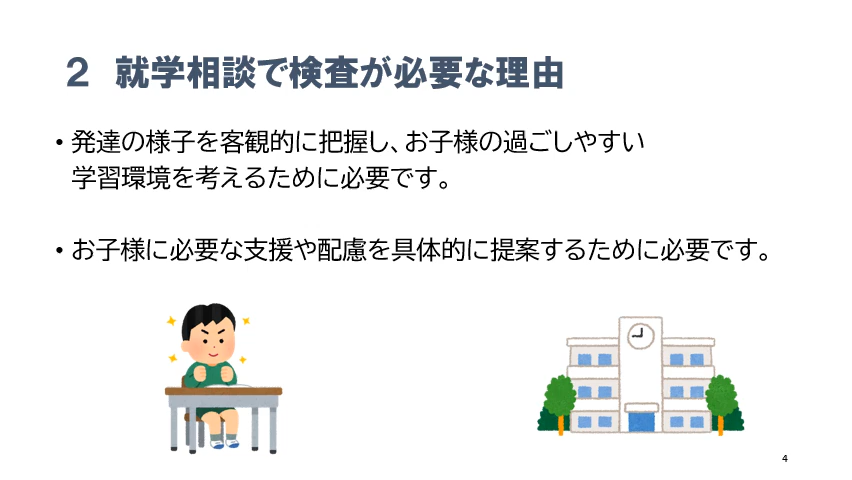 ２　就学相談で検査が必要な理由
• 発達の様子を客観的に把握し、お子様の過ごしやすい
学習環境を考えるために必要です。
• お子様に必要な支援や配慮を具体的に提案するために必要です。
4